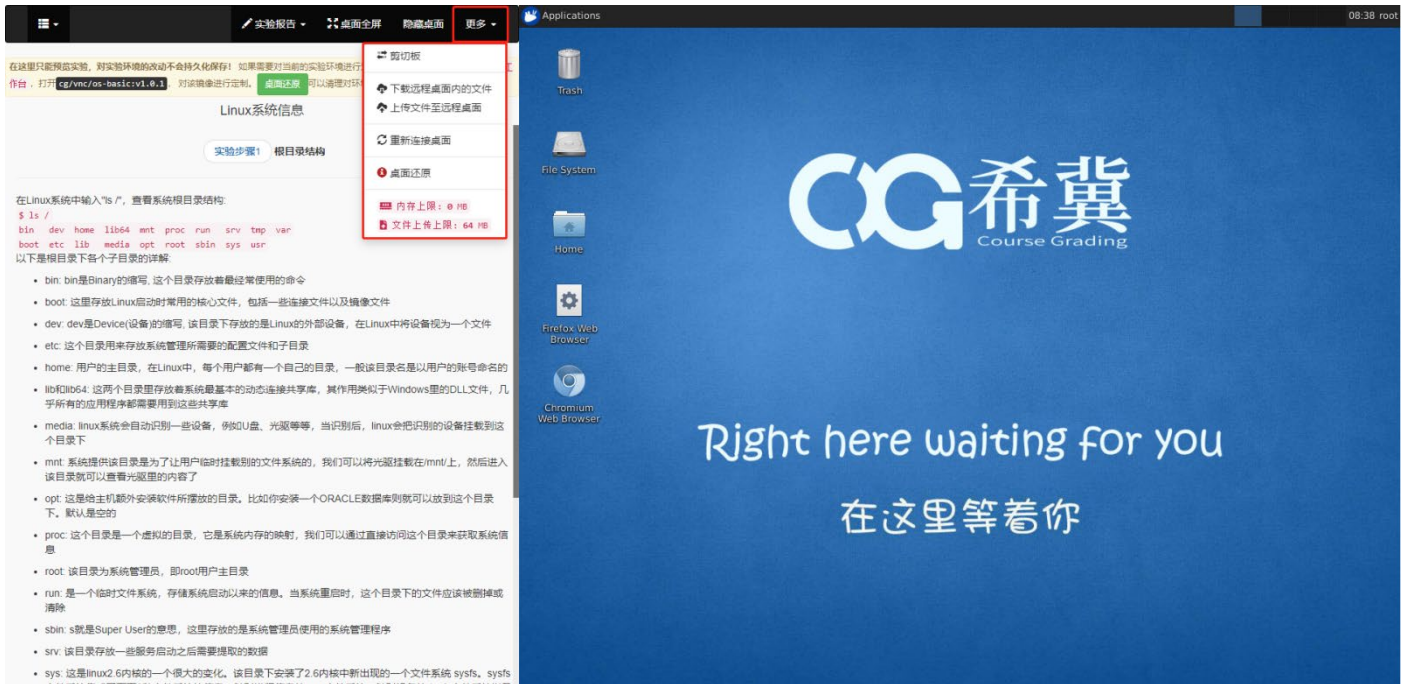 实验报告 桌面全屏 隐藏桌面 更多
剪切板
下载远程桌面内的文件
上传文件至远程桌面
重新连接桌面
桌面还原
内存上限: 0 MB
文件上传上限: 64 MB
在这里只能预览实验，对实验环境的改动不会持久化保存! 如果需要对当前的实验环境进行
作台，打开 cg/vnc/os-basic:v1.0.1，对该镜像进行定制。 桌面还原 可以清理对环
Linux系统信息
实验步骤1 根目录结构
在Linux系统中输入"ls /"，查看系统根目录结构:
$ ls /
bin dev home lib64 mnt proc run srv tmp var
boot etc lib media opt root sbin sys usr
以下是根目录下各个子目录的详解:
• bin: bin是Binary的缩写, 这个目录存放着最经常使用的命令
• boot: 这里存放Linux启动时常用的核心文件，包括一些连接文件以及镜像文件
• dev: dev是Device(设备)的缩写, 该目录下存放的是Linux的外部设备，在Linux中将设备视为一个文件
• etc: 这个目录用来存放系统管理所需要的配置文件和子目录
• home: 用户的主目录，在Linux中，每个用户都有一个自己的目录，一般该目录名是以用户的账号命名的
• lib和lib64: 这两个目录里存放着系统最基本的动态连接共享库，其作用类似于Windows里的DLL文件，几
乎所有的应用程序都需要用到这些共享库
• media: linux系统会自动识别一些设备，例如U盘、光驱等等，当识别后，linux会把识别的设备挂载到这
个目录下
• mnt: 系统提供该目录是为了让用户临时挂载别的文件系统的，我们可以将光驱挂载在/mnt/上，然后进入
该目录就可以查看光驱里的内容了
• opt: 这是给主机额外安装软件所摆放的目录。比如你安装一个ORACLE数据库则就可以放到这个目录
下。默认是空的
• proc: 这个目录是一个虚拟的目录，它是系统内存的映射，我们可以通过直接访问这个目录来获取系统信
息
• root: 该目录为系统管理员，即root用户主目录
• run: 是一个临时文件系统，存储系统启动以来的信息。当系统重启时，这个目录下的文件应该被删掉或
清除
• sbin: s就是Super User的意思，这里存放的是系统管理员使用的系统管理程序
• srv: 该目录存放一些服务启动之后需要提取的数据
• sys: 这是linux2.6内核的一个很大的变化。该目录下安装了2.6内核中新出现的一个文件系统 sysfs。sysfs
Applications 08:38 root
Trash
File System
Home
Firefox Web
Browser
Chromium
Web Browser
CG希冀
Course Grading
Right here waiting for you
在这里等着你